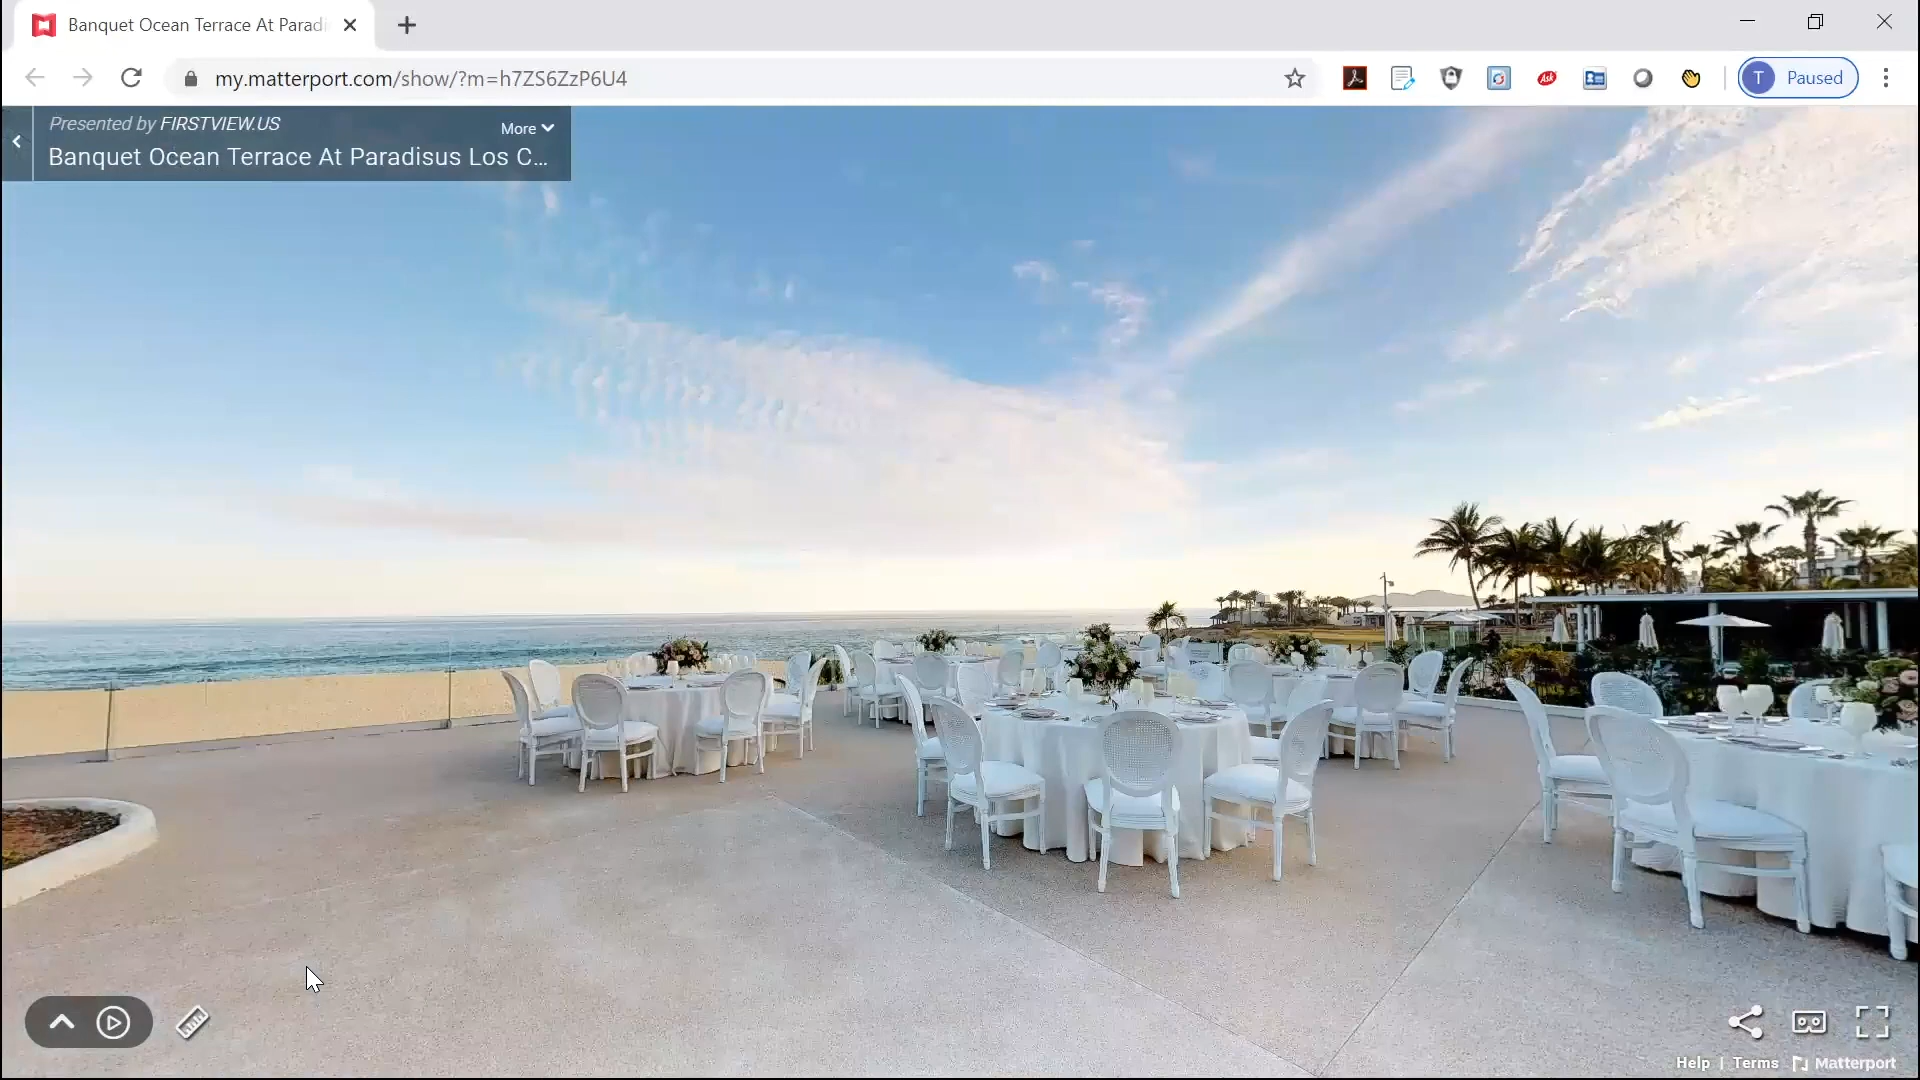 Banquet Ocean Terrace At Paradi
my.matterport.com/show/?m=h7ZS6ZzP6U4
Ask
T
Paused
Presented by FIRSTVIEW.US
More
Banquet Ocean Terrace At Paradisus Los C...
Help | Terms
Matterport